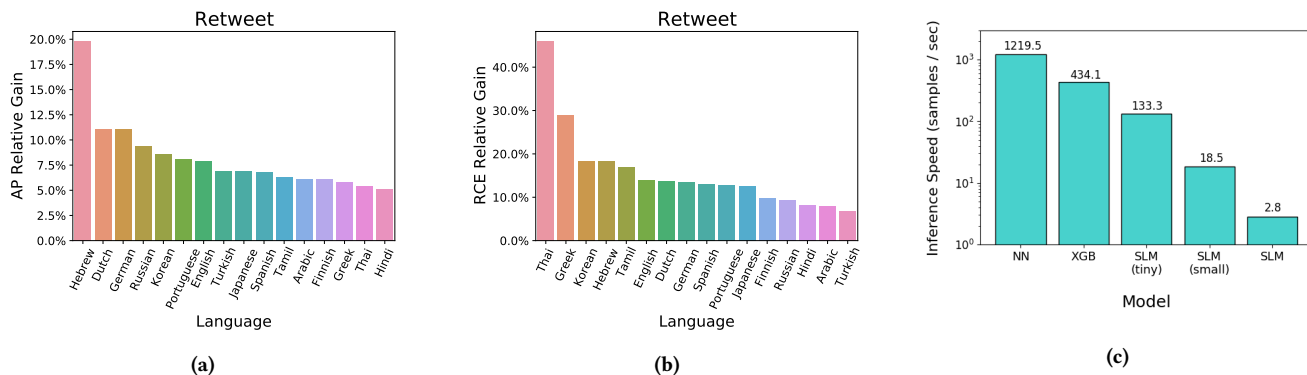 Retweet
20.0%
17.5%
15.0%
12.5%
10.0%
7.5%
5.0%
2.5%
0.0%
AP Relative Gain
Hebrew
Dutch
German
Russian
Korean
Portuguese
English
Turkish
Japanese
Spanish
Tamil
Arabic
Finnish
Greek
Thai
Hindi
Language
(a)
Retweet
40.0%
30.0%
20.0%
10.0%
0.0%
RCE Relative Gain
Thai
Greek
Korean
Hebrew
Tamil
English
Dutch
German
Spanish
Portuguese
Japanese
Finnish
Russian
Hindi
Arabic
Turkish
Language
(b)
Inference Speed (samples / sec)
10³
10²
10¹
10⁰
1219.5
434.1
133.3
18.5
2.8
NN
XGB
SLM
(tiny)
SLM
(small)
SLM
Model
(c)